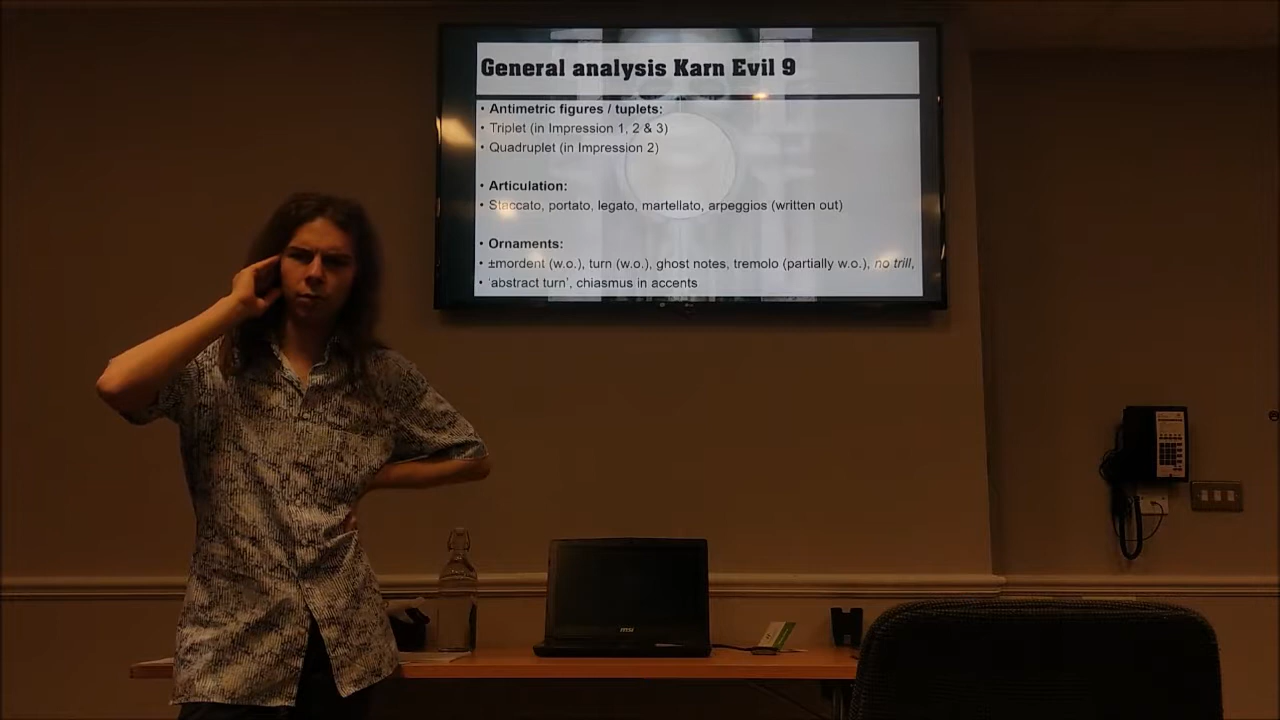 General analysis Karn Evil 9
• Antimetric figures / tuplets:
• Triplet (in Impression 1, 2 & 3)
• Quadruplet (in Impression 2)
• Articulation:
• Staccato, portato, legato, martellato, arpeggios (written out)
• Ornaments:
• ±mordent (w.o.), turn (w.o.), ghost notes, tremolo (partially w.o.), no trill,
• ‘abstract turn’, chiasmus in accents
msi